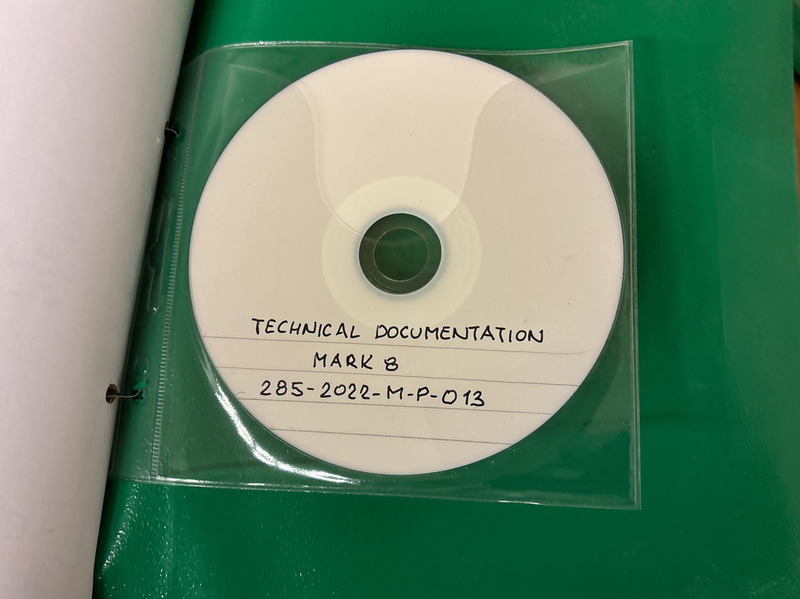 TECHNICAL DOCUMENTATION
MARK 8
285-2022-M-P-013